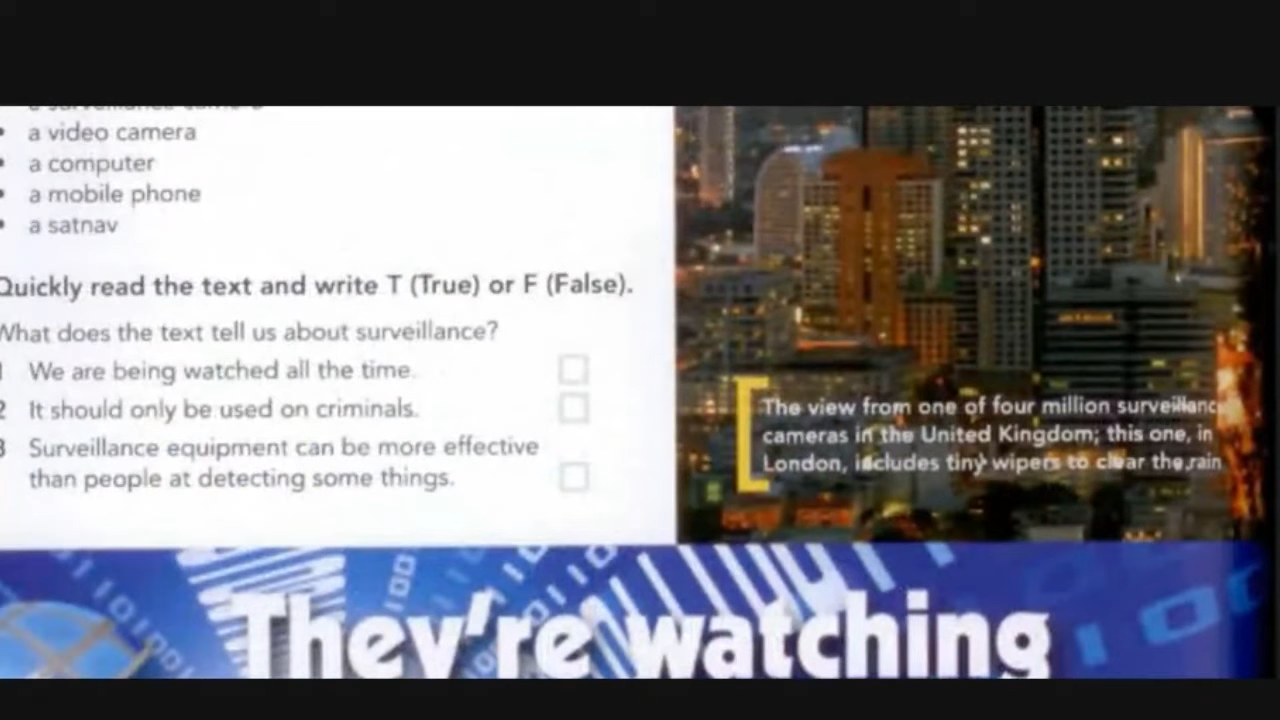 a video camera
a computer
a mobile phone
a satnav
Quickly read the text and write T (True) or F (False).
What does the text tell us about surveillance?
We are being watched all the time.
2 It should only be used on criminals.
3 Surveillance equipment can be more effective
than people at detecting some things.
The view from one of four million surveillanc
cameras in the United Kingdom; this one, in
London, includes tiny wipers to clear the rain
They're watching